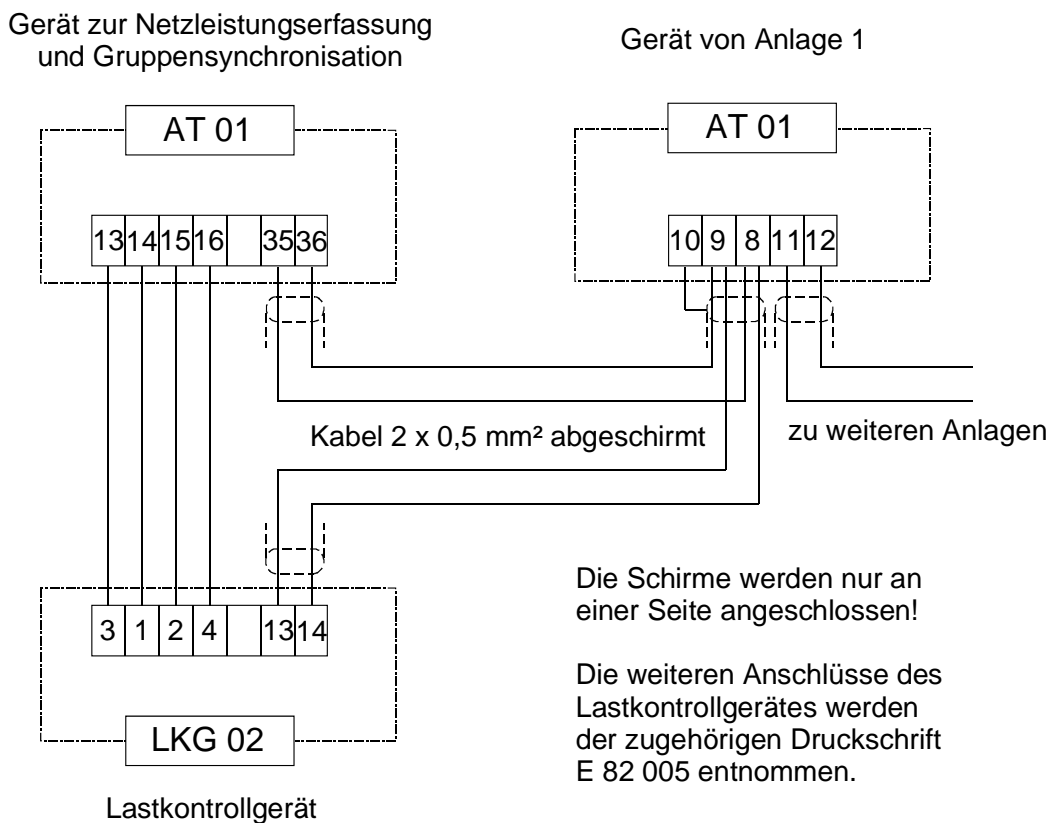 Gerät zur Netzleistungserfassung
und Gruppensynchronisation
Gerät von Anlage 1
AT 01
AT 01
13 14 15 16 35 36
10 9 8 11 12
Kabel 2 x 0,5 mm² abgeschirmt
zu weiteren Anlagen
3 1 2 4 13 14
LKG 02
Lastkontrollgerät
Die Schirme werden nur an
einer Seite angeschlossen!
Die weiteren Anschlüsse des
Lastkontrollgerätes werden
der zugehörigen Druckschrift
E 82 005 entnommen.